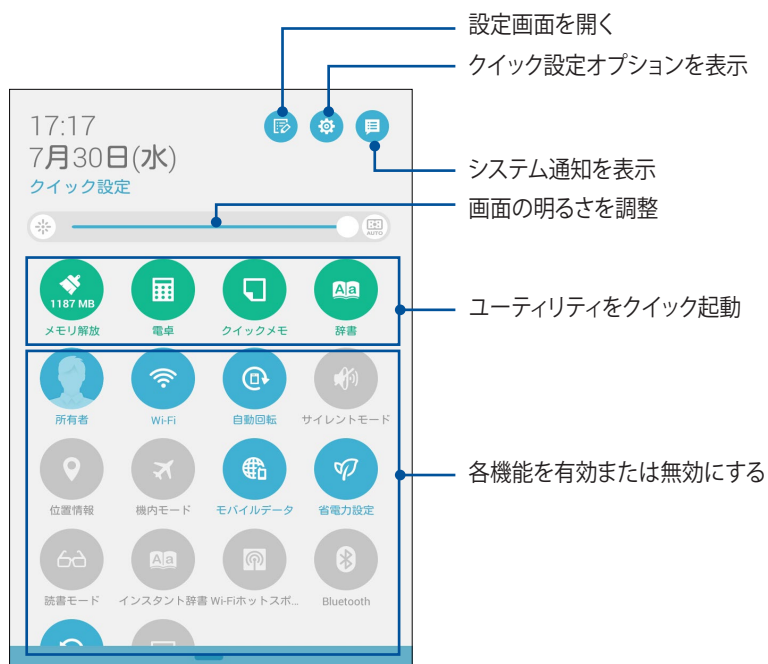 設定画面を開く
クイック設定オプションを表示
17:17
7月30日(水)
クイック設定
システム通知を表示
画面の明るさを調整
AUTO
1187 MB
Aa
メモリ解放 電卓 クイックメモ 辞書
ユーティリティをクイック起動
所有者 Wi-Fi 自動回転 サイレントモード
位置情報 機内モード モバイルデータ 省電力設定
各機能を有効または無効にする
Aa
読書モード インスタント辞書 Wi-Fiホットスポ... Bluetooth